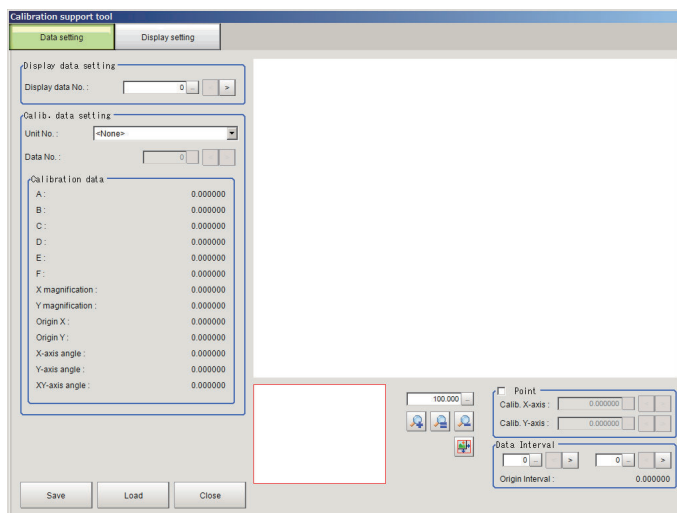 Calibration support tool
Data setting
Display setting
Display data setting
Display data No. :
0
...
>
Calib. data setting
Unit No. :
<None>
Data No. :
0
Calibration data
A : 0.000000
B : 0.000000
C : 0.000000
D : 0.000000
E : 0.000000
F : 0.000000
X magnification : 0.000000
Y magnification : 0.000000
Origin X : 0.000000
Origin Y : 0.000000
X-axis angle : 0.000000
Y-axis angle : 0.000000
XY-axis angle : 0.000000
100.000 ...
Point
Calib. X-axis : 0.000000
Calib. Y-axis : 0.000000
Data Interval
0 ... > 0 ... >
Origin Interval : 0.000000
Save
Load
Close